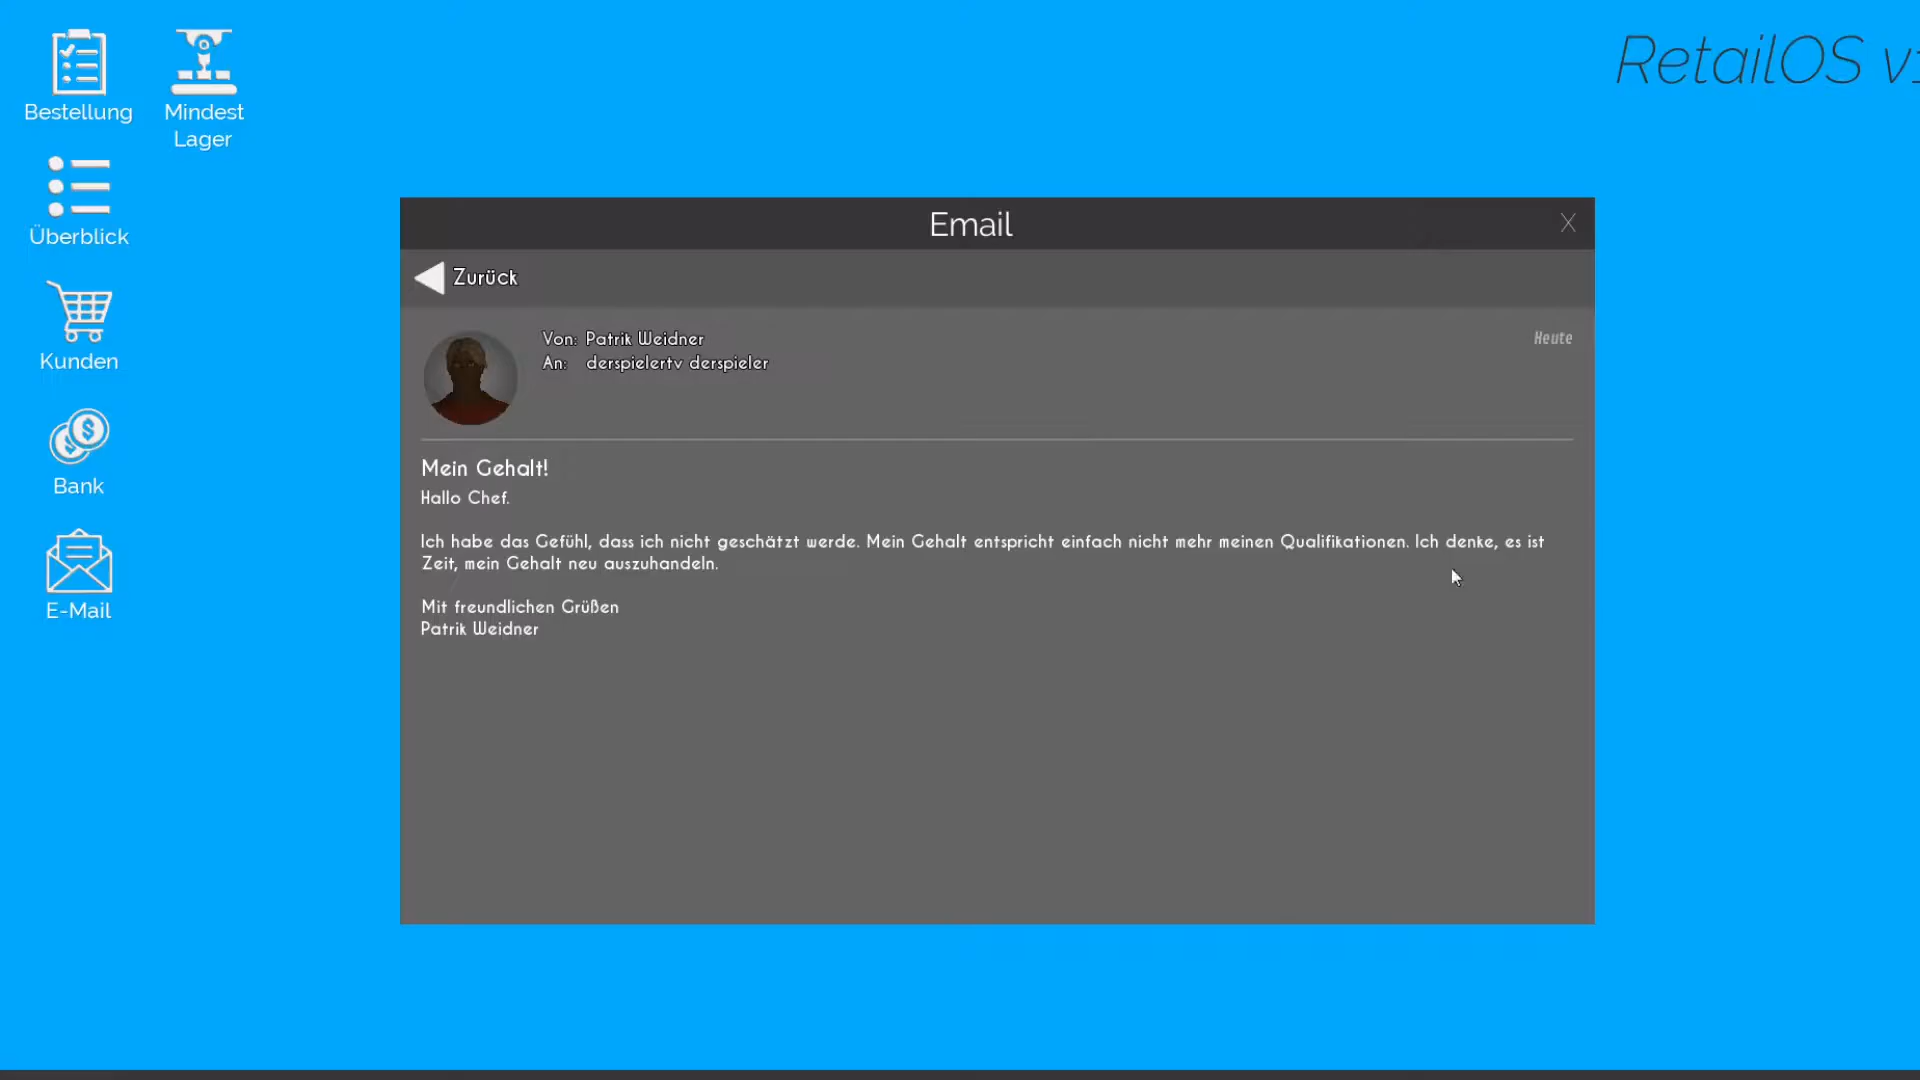 RetailOS
Bestellung
Mindest
Lager
Überblick
Kunden
Bank
E-Mail
Email
X
Zurück
Von: Patrik Weidner
Heute
An: derspielertv derspieler
Mein Gehalt!
Hallo Chef.
Ich habe das Gefühl, dass ich nicht geschätzt werde. Mein Gehalt entspricht einfach nicht mehr meinen Qualifikationen. Ich denke, es ist
Zeit, mein Gehalt neu auszuhandeln.
Mit freundlichen Grüßen
Patrik Weidner